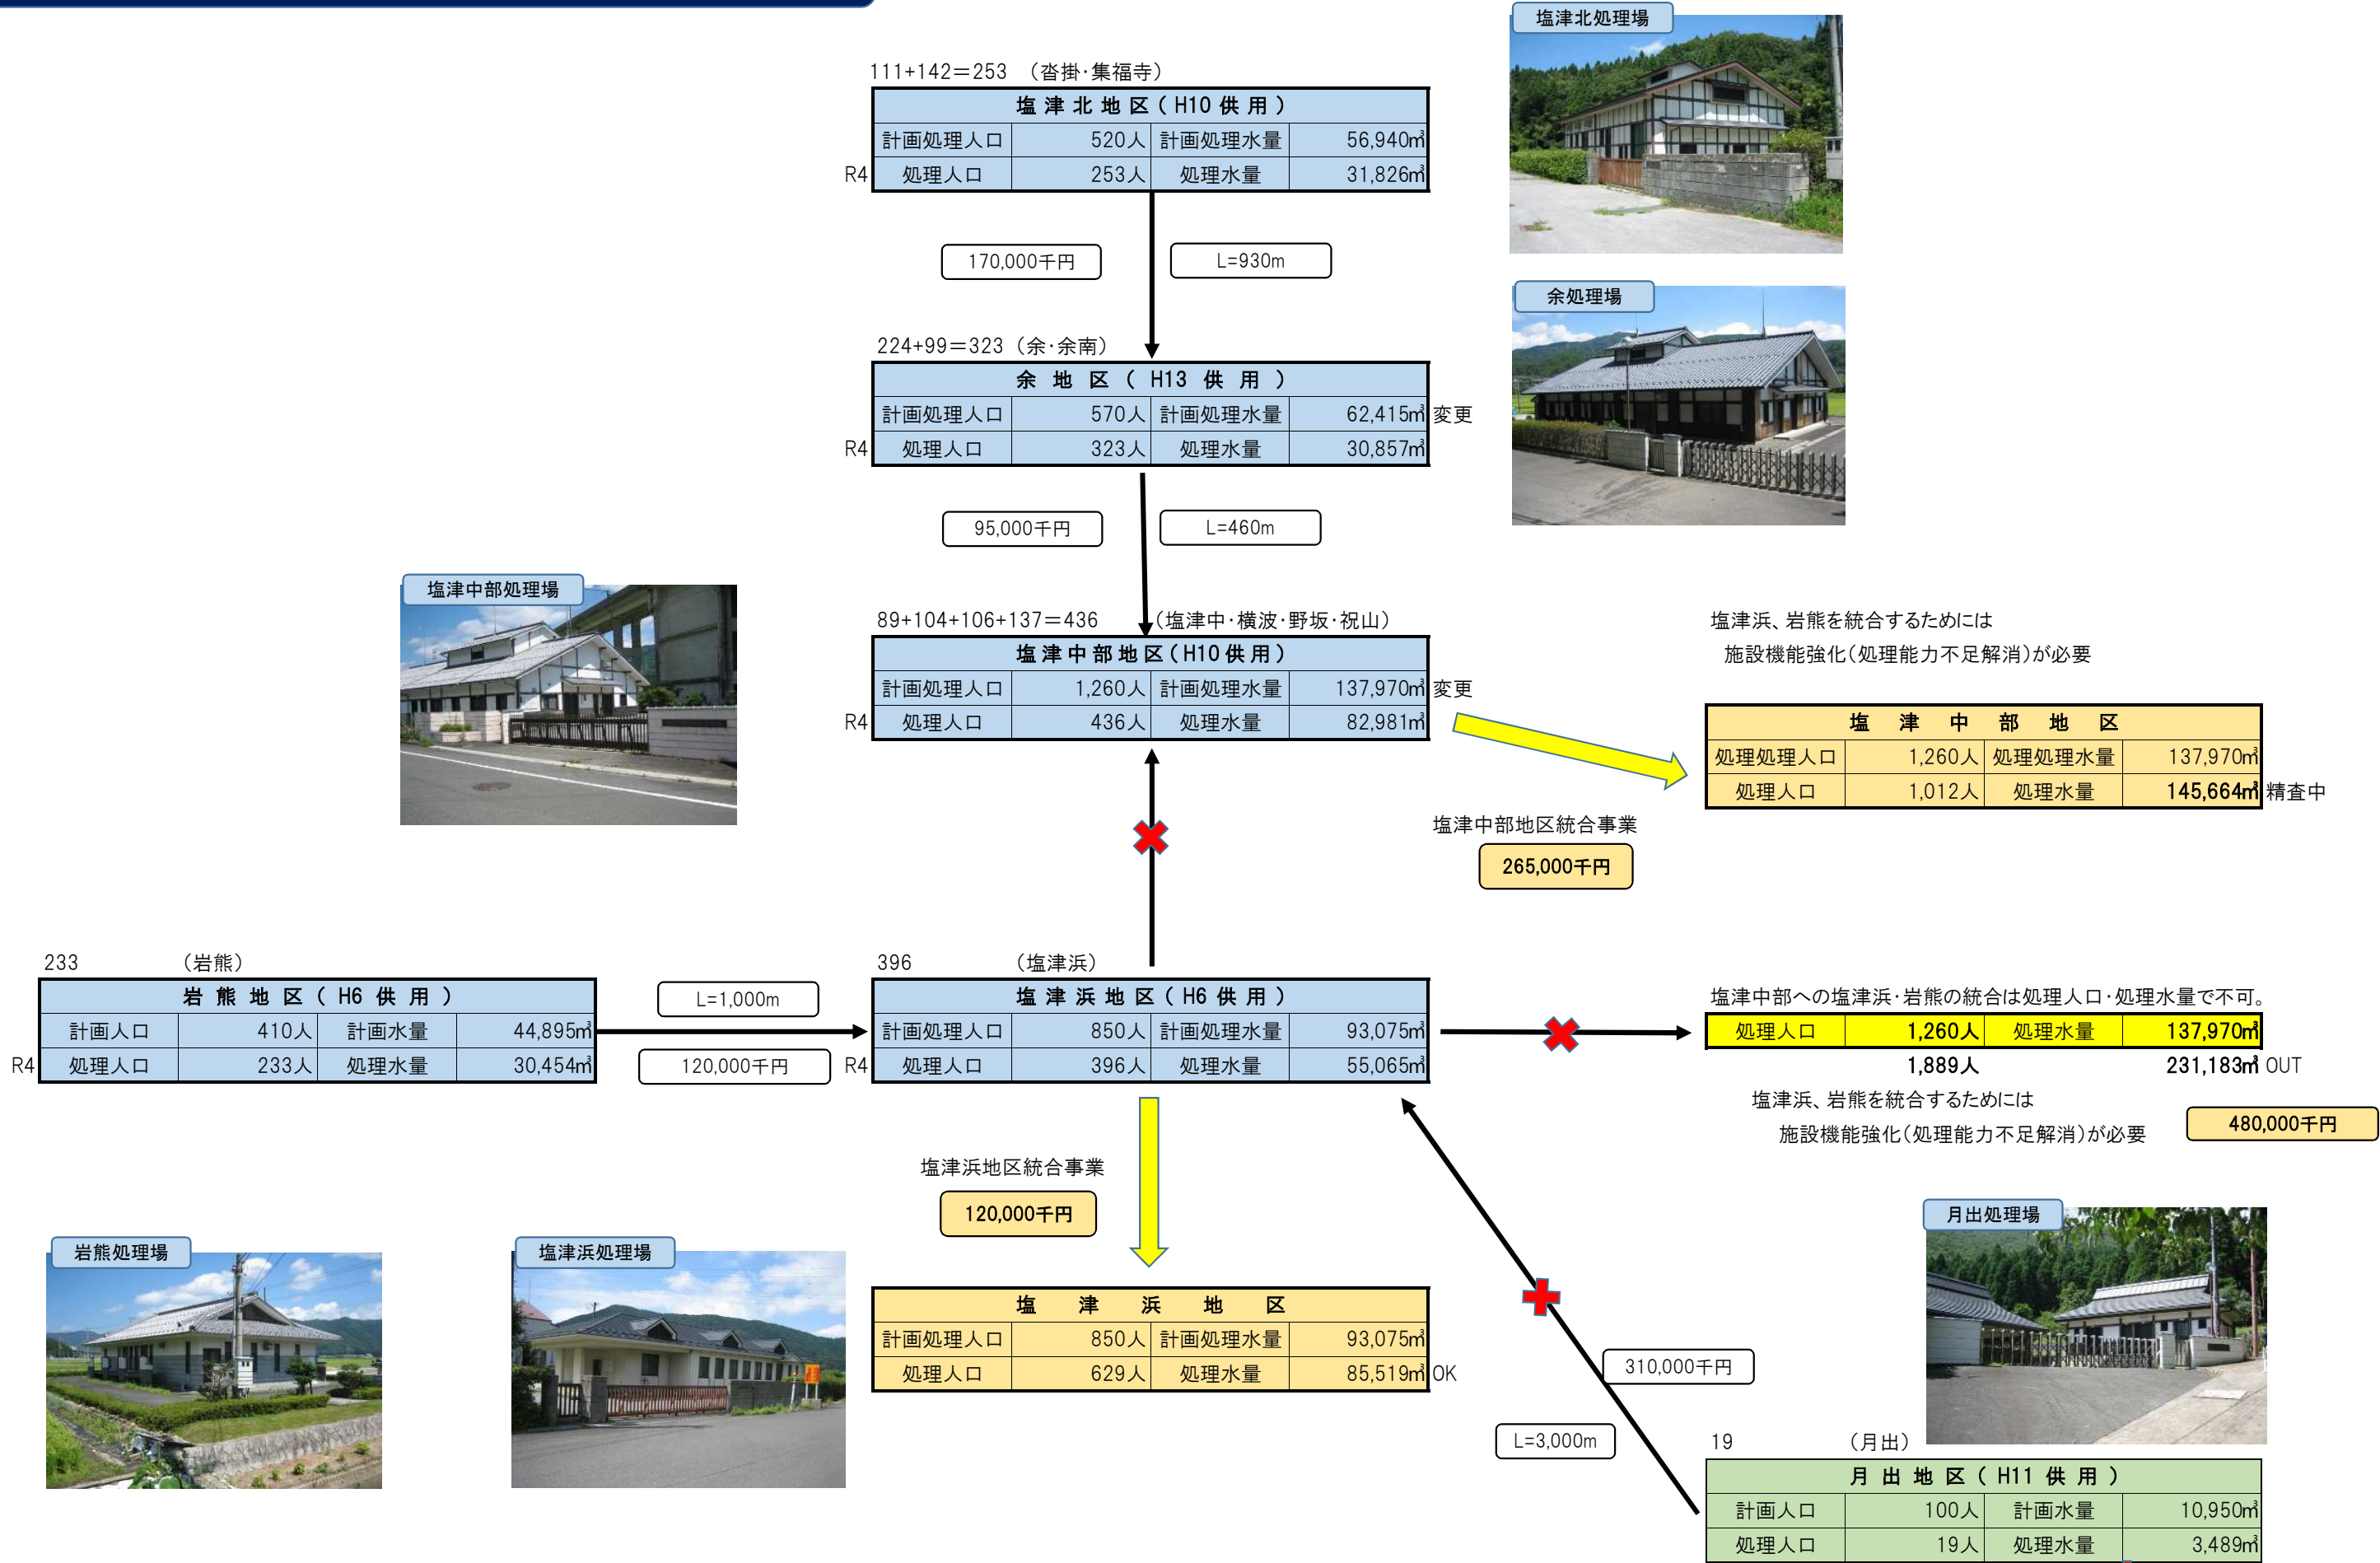 塩津北処理場
111+142＝253 （沓掛・集福寺）
塩津北地区（H10供用）
計画処理人口 520人 計画処理水量 56,940㎥
R4 処理人口 253人 処理水量 31,826㎥
170,000千円 L=930m
余処理場
224+99＝323 （余・余南）
余地区（H13供用）
計画処理人口 570人 計画処理水量 62,415㎥ 変更
R4 処理人口 323人 処理水量 30,857㎥
95,000千円 L=460m
塩津中部処理場
89+104+106+137＝436 （塩津中・横波・野坂・祝山）
塩津中部地区（H10供用）
計画処理人口 1,260人 計画処理水量 137,970㎥ 変更
R4 処理人口 436人 処理水量 82,981㎥
塩津浜、岩熊を統合するためには
施設機能強化（処理能力不足解消）が必要
塩津中部地区
処理処理人口 1,260人 処理処理水量 137,970㎥
処理人口 1,012人 処理水量 145,664㎥ 精査中
塩津中部地区統合事業
265,000千円
233 （岩熊）
岩熊地区（H6供用）
計画人口 410人 計画水量 44,895㎥
R4 処理人口 233人 処理水量 30,454㎥
L=1,000m
120,000千円
396 （塩津浜）
塩津浜地区（H6供用）
計画処理人口 850人 計画処理水量 93,075㎥
R4 処理人口 396人 処理水量 55,065㎥
塩津中部への塩津浜・岩熊の統合は処理人口・処理水量で不可。
処理人口 1,260人 処理水量 137,970㎥
1,889人 231,183㎥ OUT
塩津浜、岩熊を統合するためには
施設機能強化（処理能力不足解消）が必要
480,000千円
塩津浜地区統合事業
120,000千円
岩熊処理場
塩津浜処理場
塩津浜地区
計画処理人口 850人 計画処理水量 93,075㎥
処理人口 629人 処理水量 85,519㎥ OK
月出処理場
310,000千円
L=3,000m
19 （月出）
月出地区（H11供用）
計画人口 100人 計画水量 10,950㎥
処理人口 19人 処理水量 3,489㎥